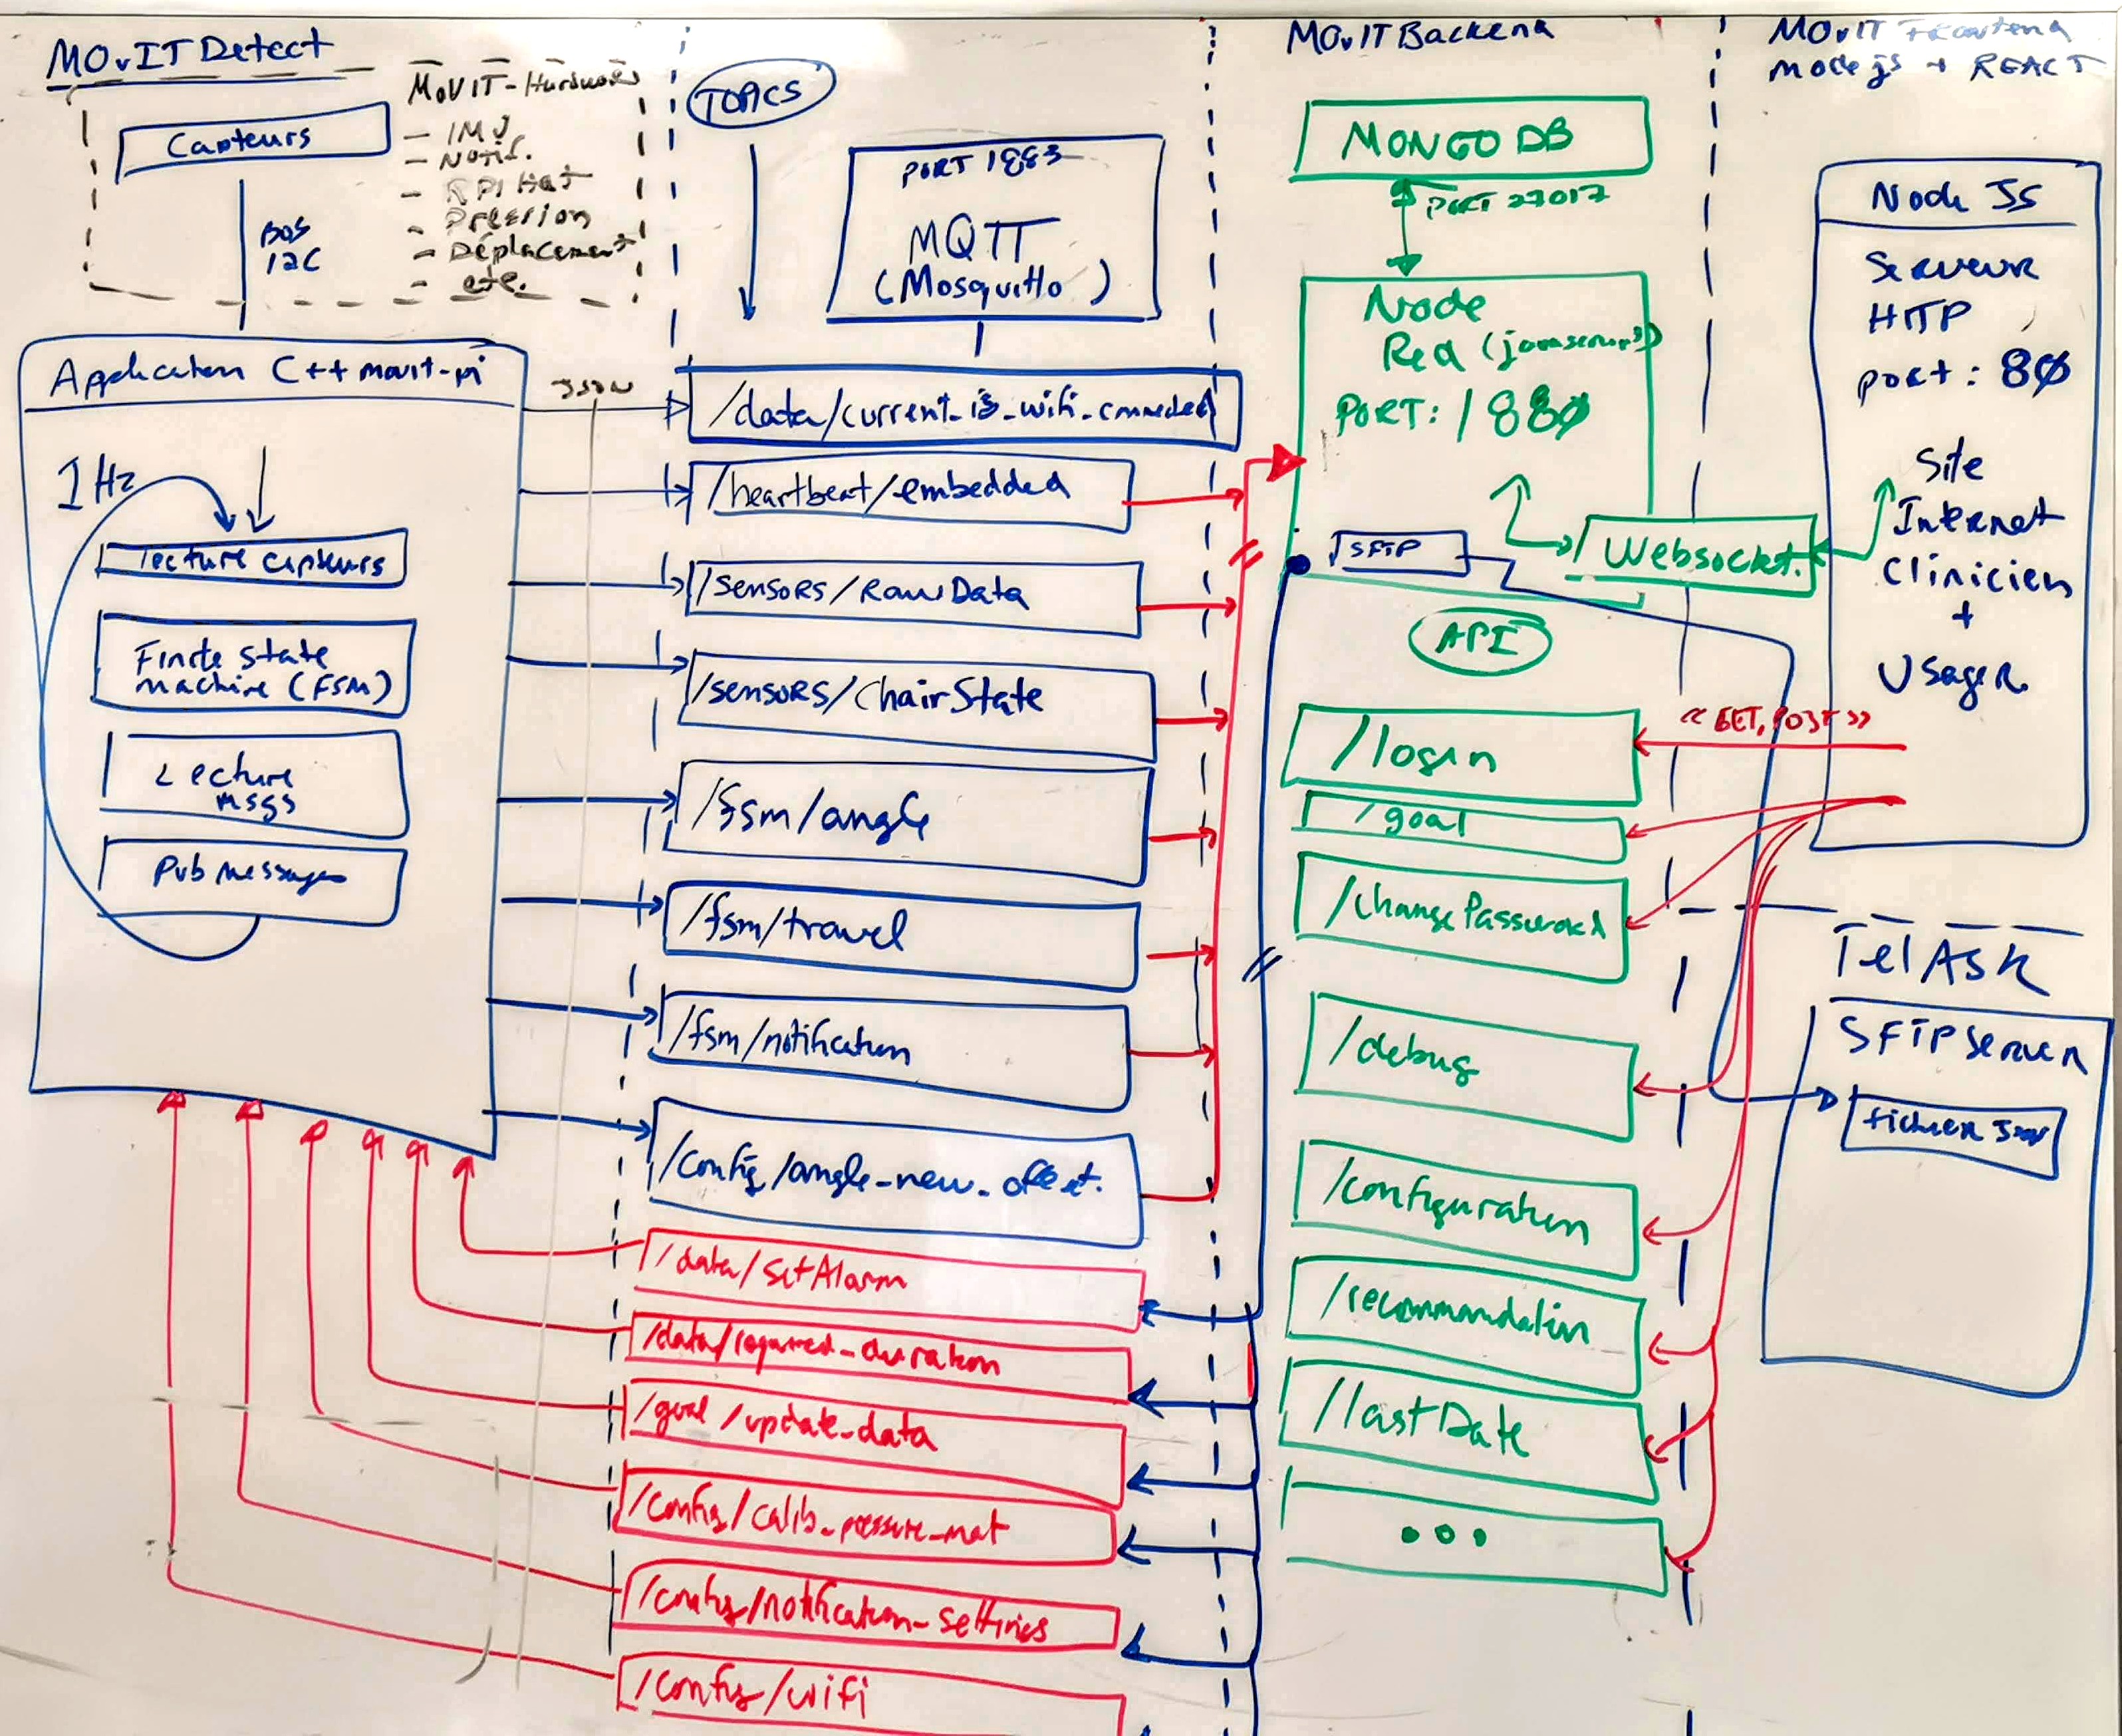 MOvIT Detect
MovIT-Hardware
Capteurs
- IMU
- Notif.
- RPI Hat
- Pression
- Déplacement
- etc.
BUS
I2C
Application C++ movit-pi
1 Hz
Lecture capteurs
Finite State
machine (FSM)
Lecture
msgs
Pub messages
JSON
TOPICS
PORT 1883
MQTT
(Mosquitto)
/data/current_is_wifi_connected
/heartbeat/embedded
/sensors/RawData
/sensors/ChairState
/fsm/angle
/fsm/travel
/fsm/notification
/config/angle_new_offset.
/data/setAlarm
/data/required_duration
/goal/update_data
/config/calib_pressure_mat
/config/notification_settings
/config/wifi
MOvIT Backend
MONGO DB
PORT 27017
Node
Red (javascript)
PORT: 1880
SFTP
Websocket.
API
/login
/goal
/changePassword
/debug
/configuration
/recommandation
/lastDate
...
MOvIT Frontend
Nodejs + REACT
Node JS
Serveur
HTTP
port: 80
Site
Internet
Clinicien
+
Usager.
« GET, POST »
TelASK
SFTP Server
fichier Json